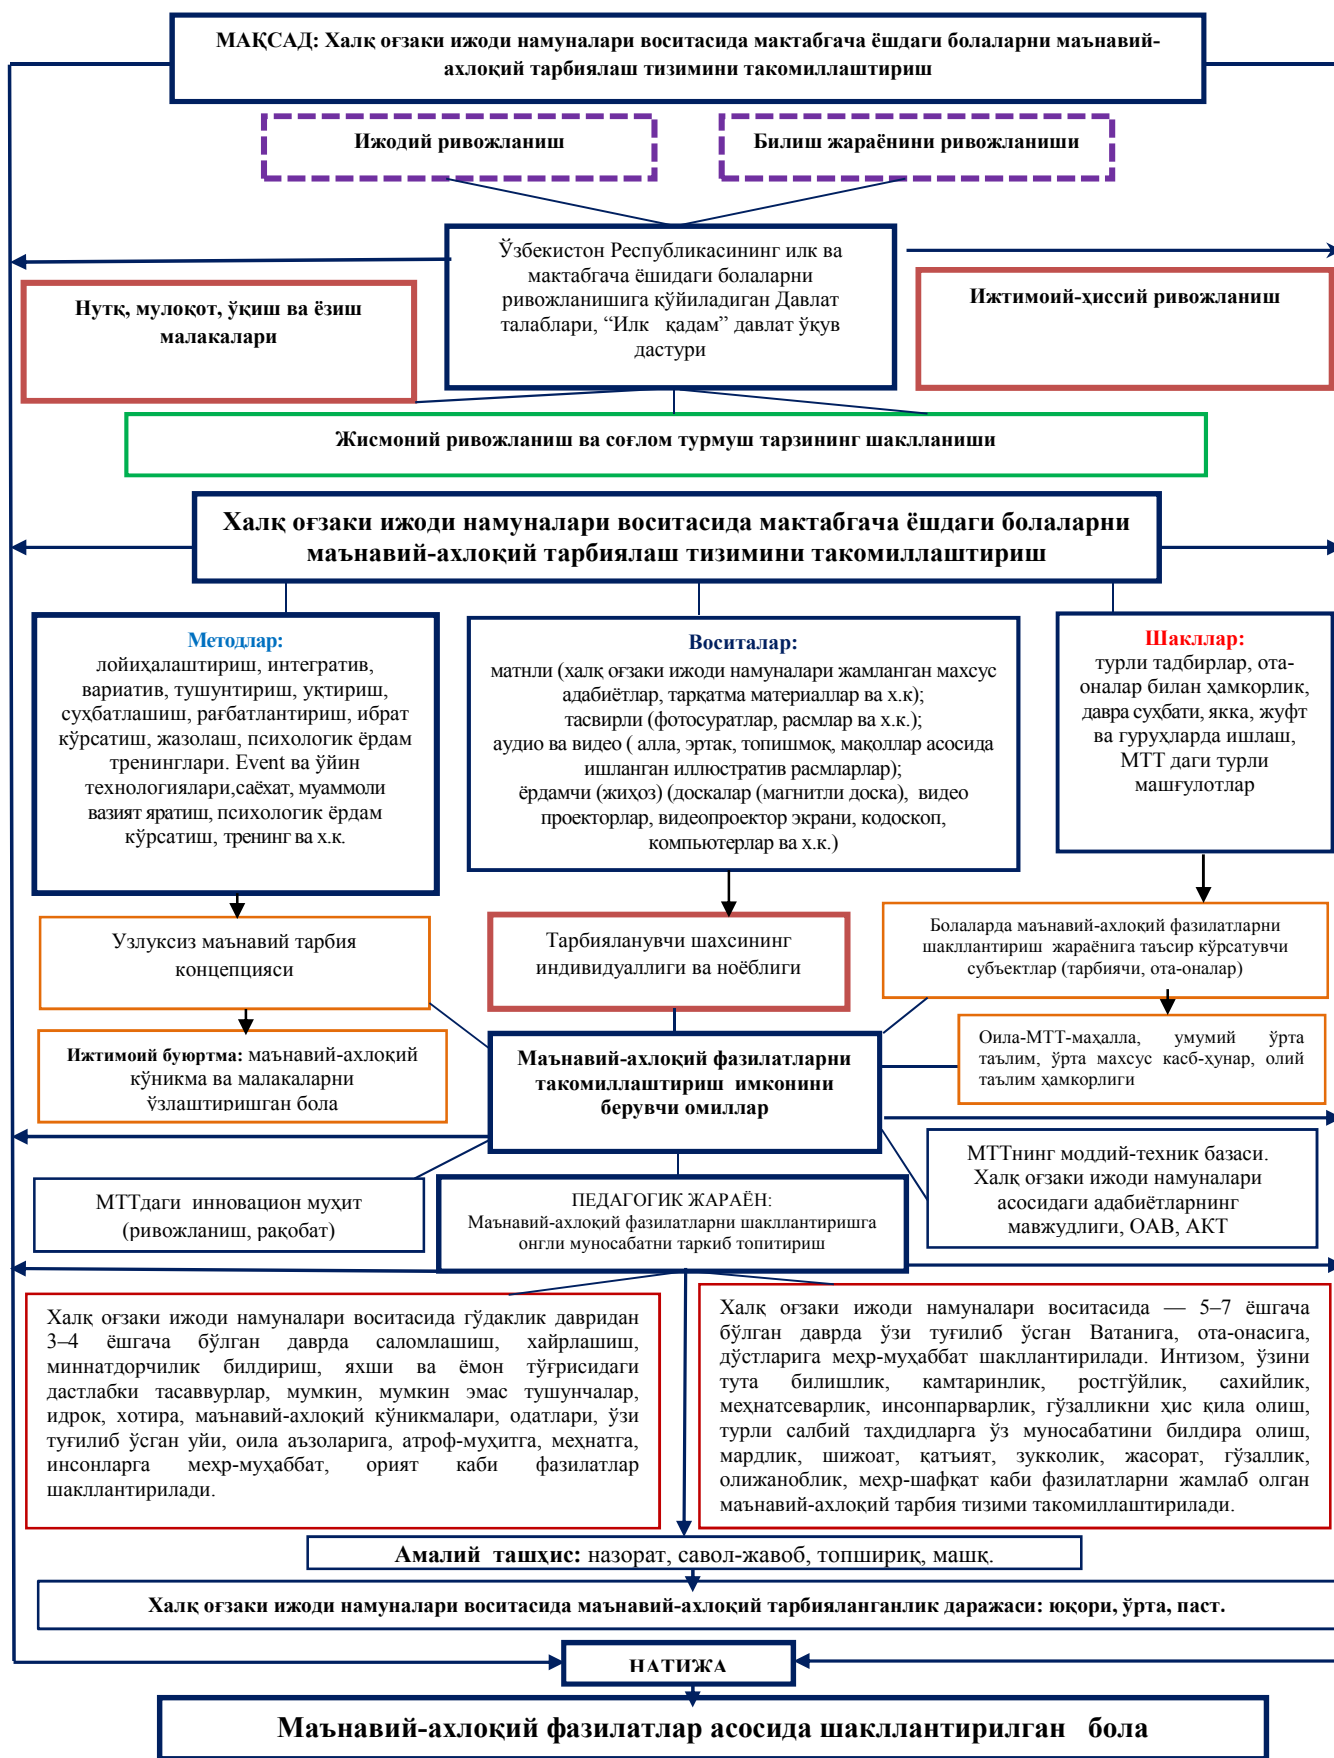 МАҚСАД: Халқ оғзаки ижоди намуналари воситасида мактабгача ёшдаги болаларни маънавий-
ахлоқий тарбиялаш тизимини такомиллаштириш
Ижодий ривожланиш
Билиш жараёнини ривожланиши
Ўзбекистон Республикасининг илк ва
мактабгача ёшидаги болаларни
ривожланишига қўйиладиган Давлат
талаблари, “Илк қадам” давлат ўқув
дастури
Нутқ, мулоқот, ўқиш ва ёзиш
малакалари
Ижтимоий-ҳиссий ривожланиш
Жисмоний ривожланиш ва соғлом турмуш тарзининг шаклланиши
Халқ оғзаки ижоди намуналари воситасида мактабгача ёшдаги болаларни
маънавий-ахлоқий тарбиялаш тизимини такомиллаштириш
Методлар:
лойиҳалаштириш, интегратив,
вариатив, тушунтириш, уқтириш,
суҳбатлашиш, рағбатлантириш, ибрат
кўрсатиш, жазолаш, психологик ёрдам
тренинглари. Event ва ўйин
технологиялари,саёхат, муаммоли
вазият яратиш, психологик ёрдам
кўрсатиш, тренинг ва х.к.
Воситалар:
матнли (халқ оғзаки ижоди намуналари жамланган махсус
адабиётлар, тарқатма материаллар ва х.к);
тасвирли (фотосуратлар, расмлар ва х.к.);
аудио ва видео ( алла, эртак, топишмоқ, мақоллар асосида
ишланган иллюстратив расмларлар);
ёрдамчи (жиҳоз) (доскалар (магнитли доска), видео
проекторлар, видеопроектор экрани, кодоскоп,
компьютерлар ва х.к.)
Шакллар:
турли тадбирлар, ота-
оналар билан ҳамкорлик,
давра суҳбати, якка, жуфт
ва гуруҳларда ишлаш,
МТТ даги турли
машғулотлар
Узлуксиз маънавий тарбия
концепцияси
Тарбияланувчи шахсининг
индивидуаллиги ва ноёблиги
Болаларда маънавий-ахлоқий фазилатларни
шакллантириш жараёнига таъсир кўрсатувчи
субъектлар (тарбиячи, ота-оналар)
Ижтимоий буюртма: маънавий-ахлоқий
кўникма ва малакаларни
ўзлаштиришган бола
Маънавий-ахлоқий фазилатларни
такомиллаштириш имконини
берувчи омиллар
Оила-МТТ-маҳалла, умумий ўрта
таълим, ўрта махсус касб-ҳунар, олий
таълим ҳамкорлиги
МТТдаги инновацион муҳит
(ривожланиш, рақобат)
ПЕДАГОГИК ЖАРАЁН:
Маънавий-ахлоқий фазилатларни шакллантиришга
онгли муносабатни таркиб топитириш
МТТнинг моддий-техник базаси.
Халқ оғзаки ижоди намуналари
асосидаги адабиётларнинг
мавжудлиги, ОАВ, АКТ
Халқ оғзаки ижоди намуналари воситасида гўдаклик давридан
3–4 ёшгача бўлган даврда саломлашиш, хайрлашиш,
миннатдорчилик билдириш, яхши ва ёмон тўғрисидаги
дастлабки тасаввурлар, мумкин, мумкин эмас тушунчалар,
идрок, хотира, маънавий-ахлоқий кўникмалари, одатлари, ўзи
туғилиб ўсган уйи, оила аъзоларига, атроф-муҳитга, меҳнатга,
инсонларга меҳр-муҳаббат, орият каби фазилатлар
шакллантирилади.
Халқ оғзаки ижоди намуналари воситасида — 5–7 ёшгача
бўлган даврда ўзи туғилиб ўсган Ватанига, ота-онасига,
дўстларига меҳр-муҳаббат шакллантирилади. Интизом, ўзини
тута билишлик, камтаринлик, ростгўйлик, сахийлик,
меҳнатсеварлик, инсонпарварлик, гўзалликни ҳис қила олиш,
турли салбий таҳдидларга ўз муносабатини билдира олиш,
мардлик, шижоат, қатъият, зукколик, жасорат, гўзаллик,
олижаноблик, меҳр-шафқат каби фазилатларни жамлаб олган
маънавий-ахлоқий тарбия тизими такомиллаштирилади.
Амалий ташҳис: назорат, савол-жавоб, топшириқ, машқ.
Халқ оғзаки ижоди намуналари воситасида маънавий-ахлоқий тарбияланганлик даражаси: юқори, ўрта, паст.
НАТИЖА
Маънавий-ахлоқий фазилатлар асосида шакллантирилган бола